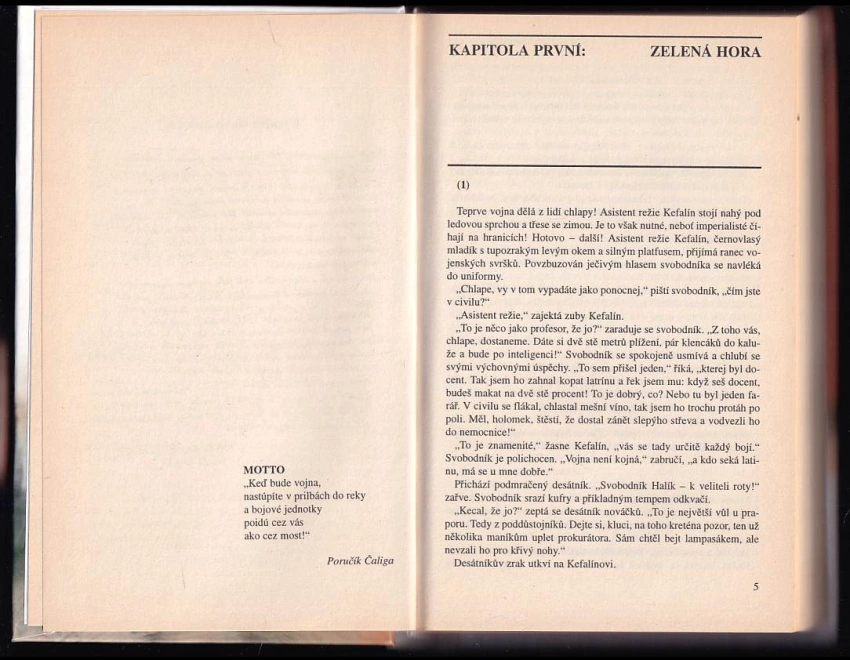 MOTTO
„Keď bude vojna,
nastúpite v prilbách do reky
a bojové jednotky
poidú cez vás
ako cez most!“
Poručík Čaliga
KAPITOLA PRVNÍ: ZELENÁ HORA
(1)
Teprve vojna dělá z lidí chlapy! Asistent režie Kefalín stojí nahý pod
ledovou sprchou a třese se zimou. Je to však nutné, neboť imperialisté čí-
hají na hranicích! Hotovo – další! Asistent režie Kefalín, černovlasý
mladík s tupozrakým levým okem a silným platfusem, přijímá ranec vo-
jenských svršků. Povzbuzován ječivým hlasem svobodníka se navléká
do uniformy.
„Chlape, vy v tom vypadáte jako ponocnej,“ piští svobodník, „čím jste
v civilu?“
„Asistent režie,“ zajektá zuby Kefalín.
„To je něco jako profesor, že jo?“ zaraduje se svobodník. „Z toho vás,
chlape, dostaneme. Dáte si dvě stě metrů plížení, pár klencáků do kalu-
že a bude po inteligenci!“ Svobodník se spokojeně usmívá a chlubí se
svými výchovnými úspěchy. „To sem přišel jeden,“ říká, „kterej byl do-
cent. Tak jsem ho zahnal kopat latrínu a řek jsem mu: když seš docent,
budeš makat na dvě stě procent! To je dobrý, co? Nebo tu byl jeden fa-
rář. V civilu se flákal, chlastal mešní víno, tak jsem ho trochu protáh po
poli. Měl, holomek, štěstí, že dostal zánět slepýho střeva a vodvezli ho
do nemocnice!“
„To je znamenité,“ žasne Kefalín, „vás se tady určitě každý bojí.“
Svobodník je polichocen. „Vojna není kojná,“ zabručí, „a kdo seká lati-
nu, má se u mne dobře.“
Přichází podmračený desátník. „Svobodník Halík – k veliteli roty!“
zařve. Svobodník srazí kufry a příkladným tempem odkvačí.
„Kecal, že jo?“ zeptá se desátník nováčků. „To je největší vůl u pra-
poru. Tedy z poddůstojníků. Dejte si, kluci, na toho kreténa pozor, ten už
několika maníkům uplet prokurátora. Sám chtěl bejt lampasákem, ale
nevzali ho pro křivý nohy.“
Desátníkův zrak utkví na Kefalínovi.
5